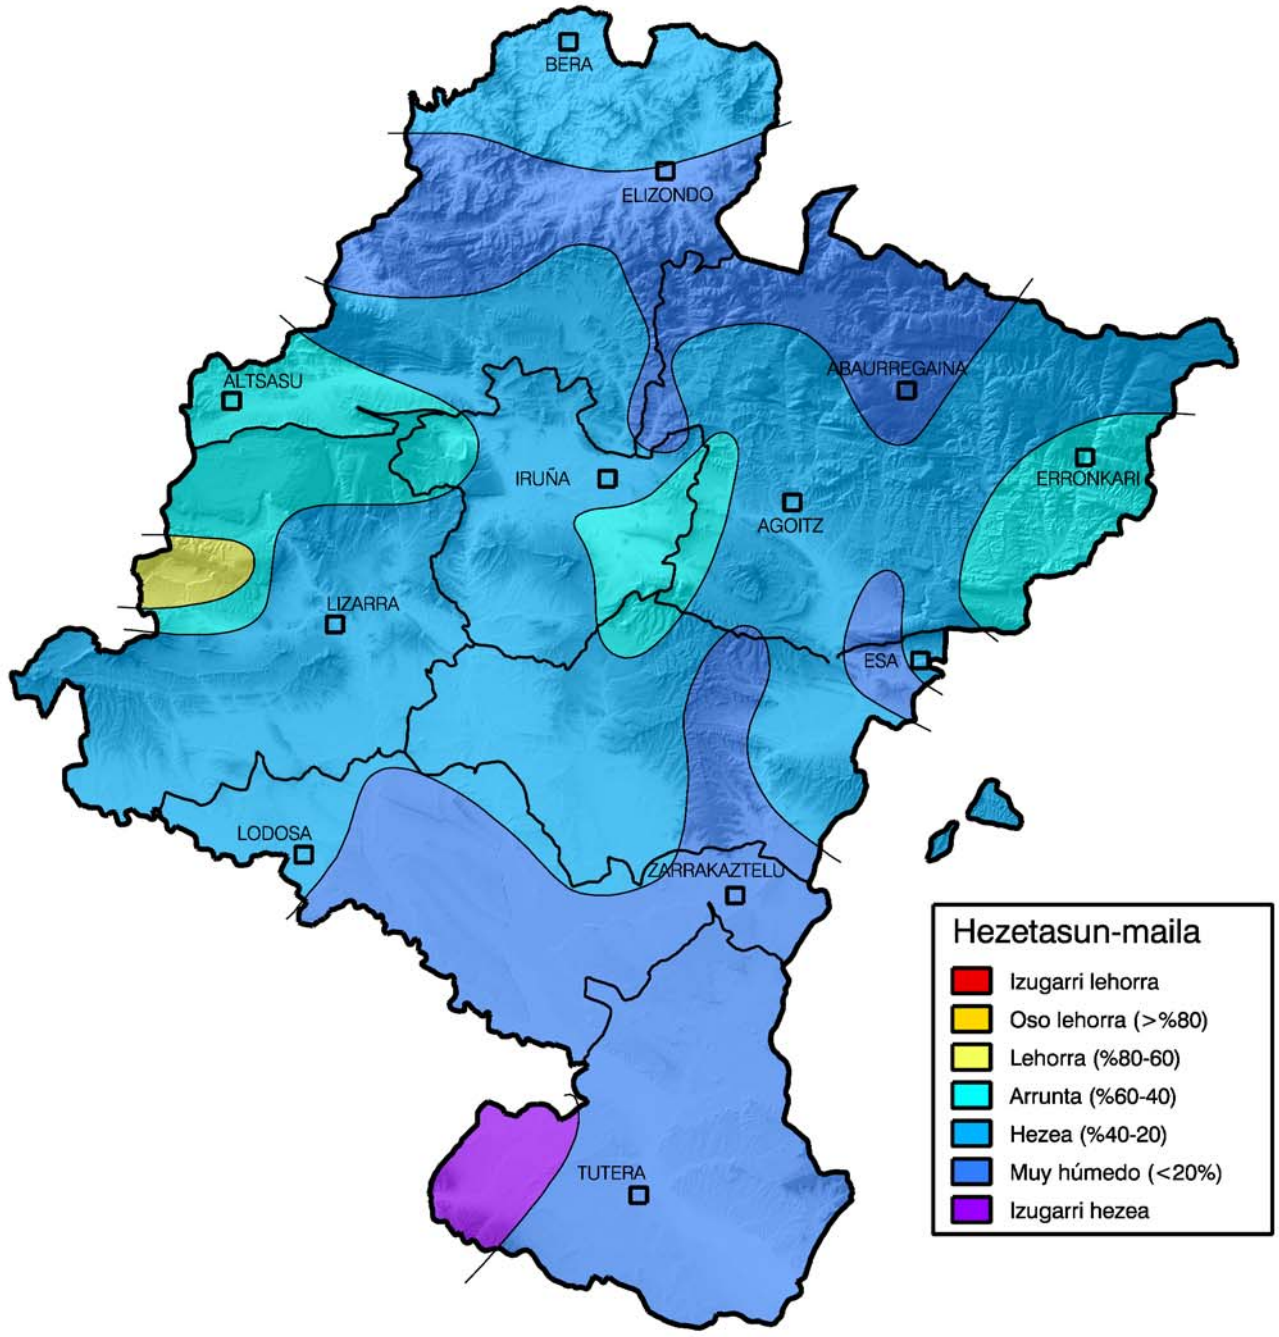 BERA
ELIZONDO
ABAURREGAINA
ALTSASU
ERRONKARI
IRUÑA
AGOITZ
LIZARRA
ESA
LODOSA
ZARRAKAZTELU
TUTERA
Hezetasun-maila
Izugarri lehorra
Oso lehorra (>%80)
Lehorra (%80-60)
Arrunta (%60-40)
Hezea (%40-20)
Muy húmedo (<20%)
Izugarri hezea